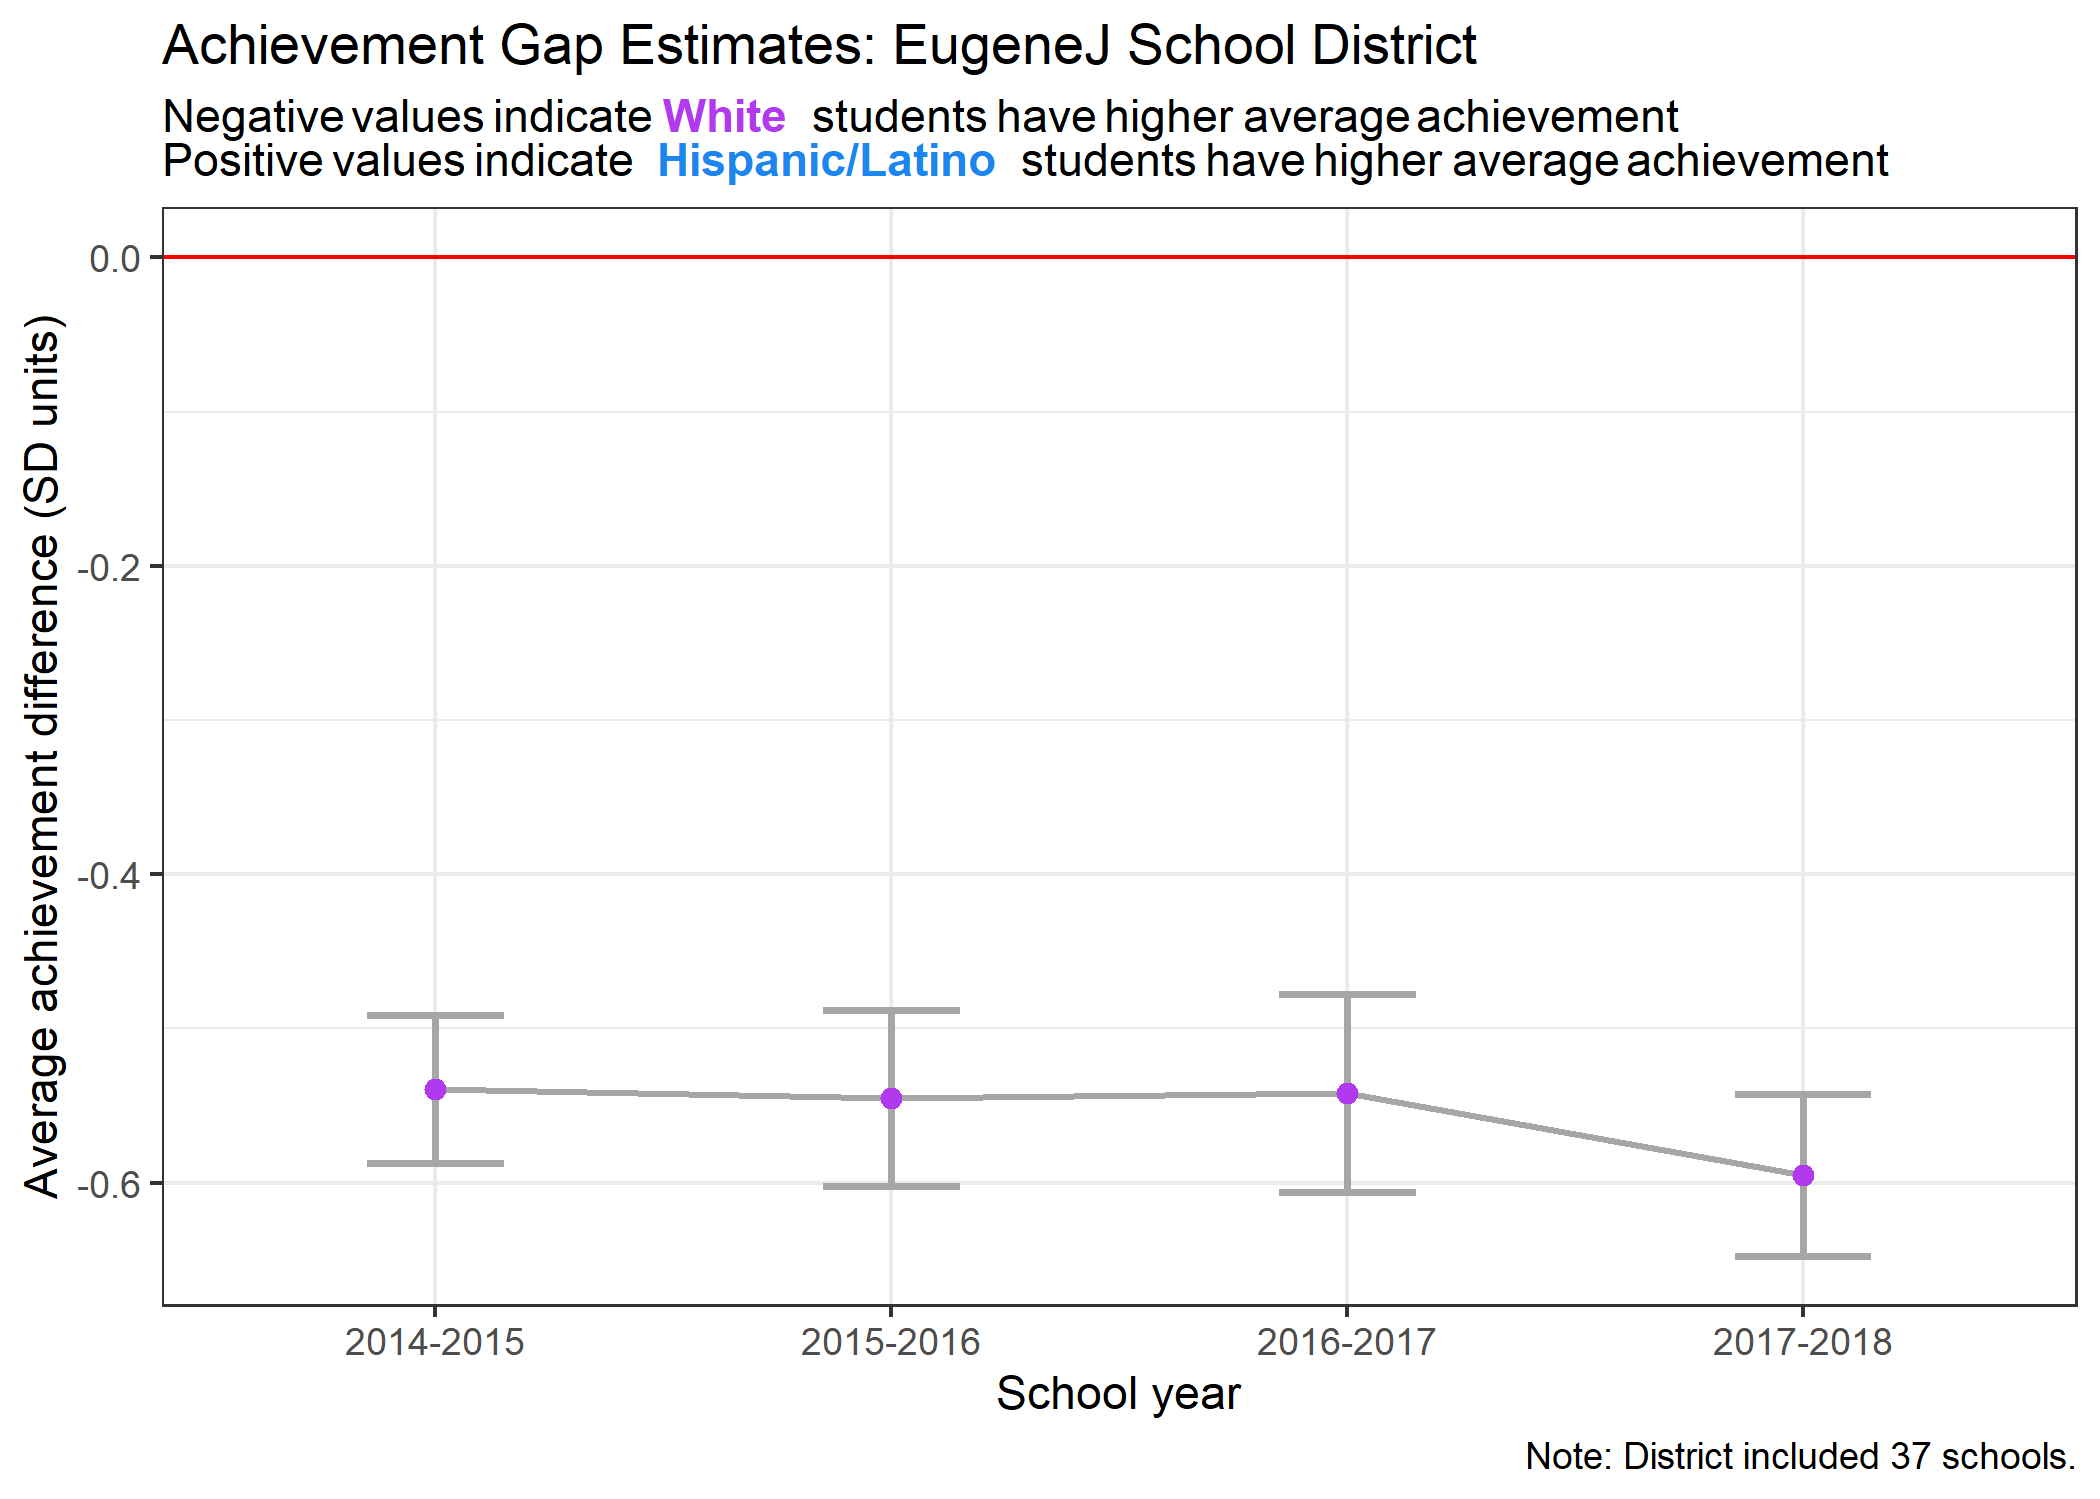 Achievement Gap Estimates: EugeneJ School District
Negative values indicate White students have higher average achievement
Positive values indicate Hispanic/Latino students have higher average achievement
Average achievement difference (SD units)
0.0
-0.2
-0.4
-0.6
2014-2015 2015-2016 2016-2017 2017-2018
School year
Note: District included 37 schools.